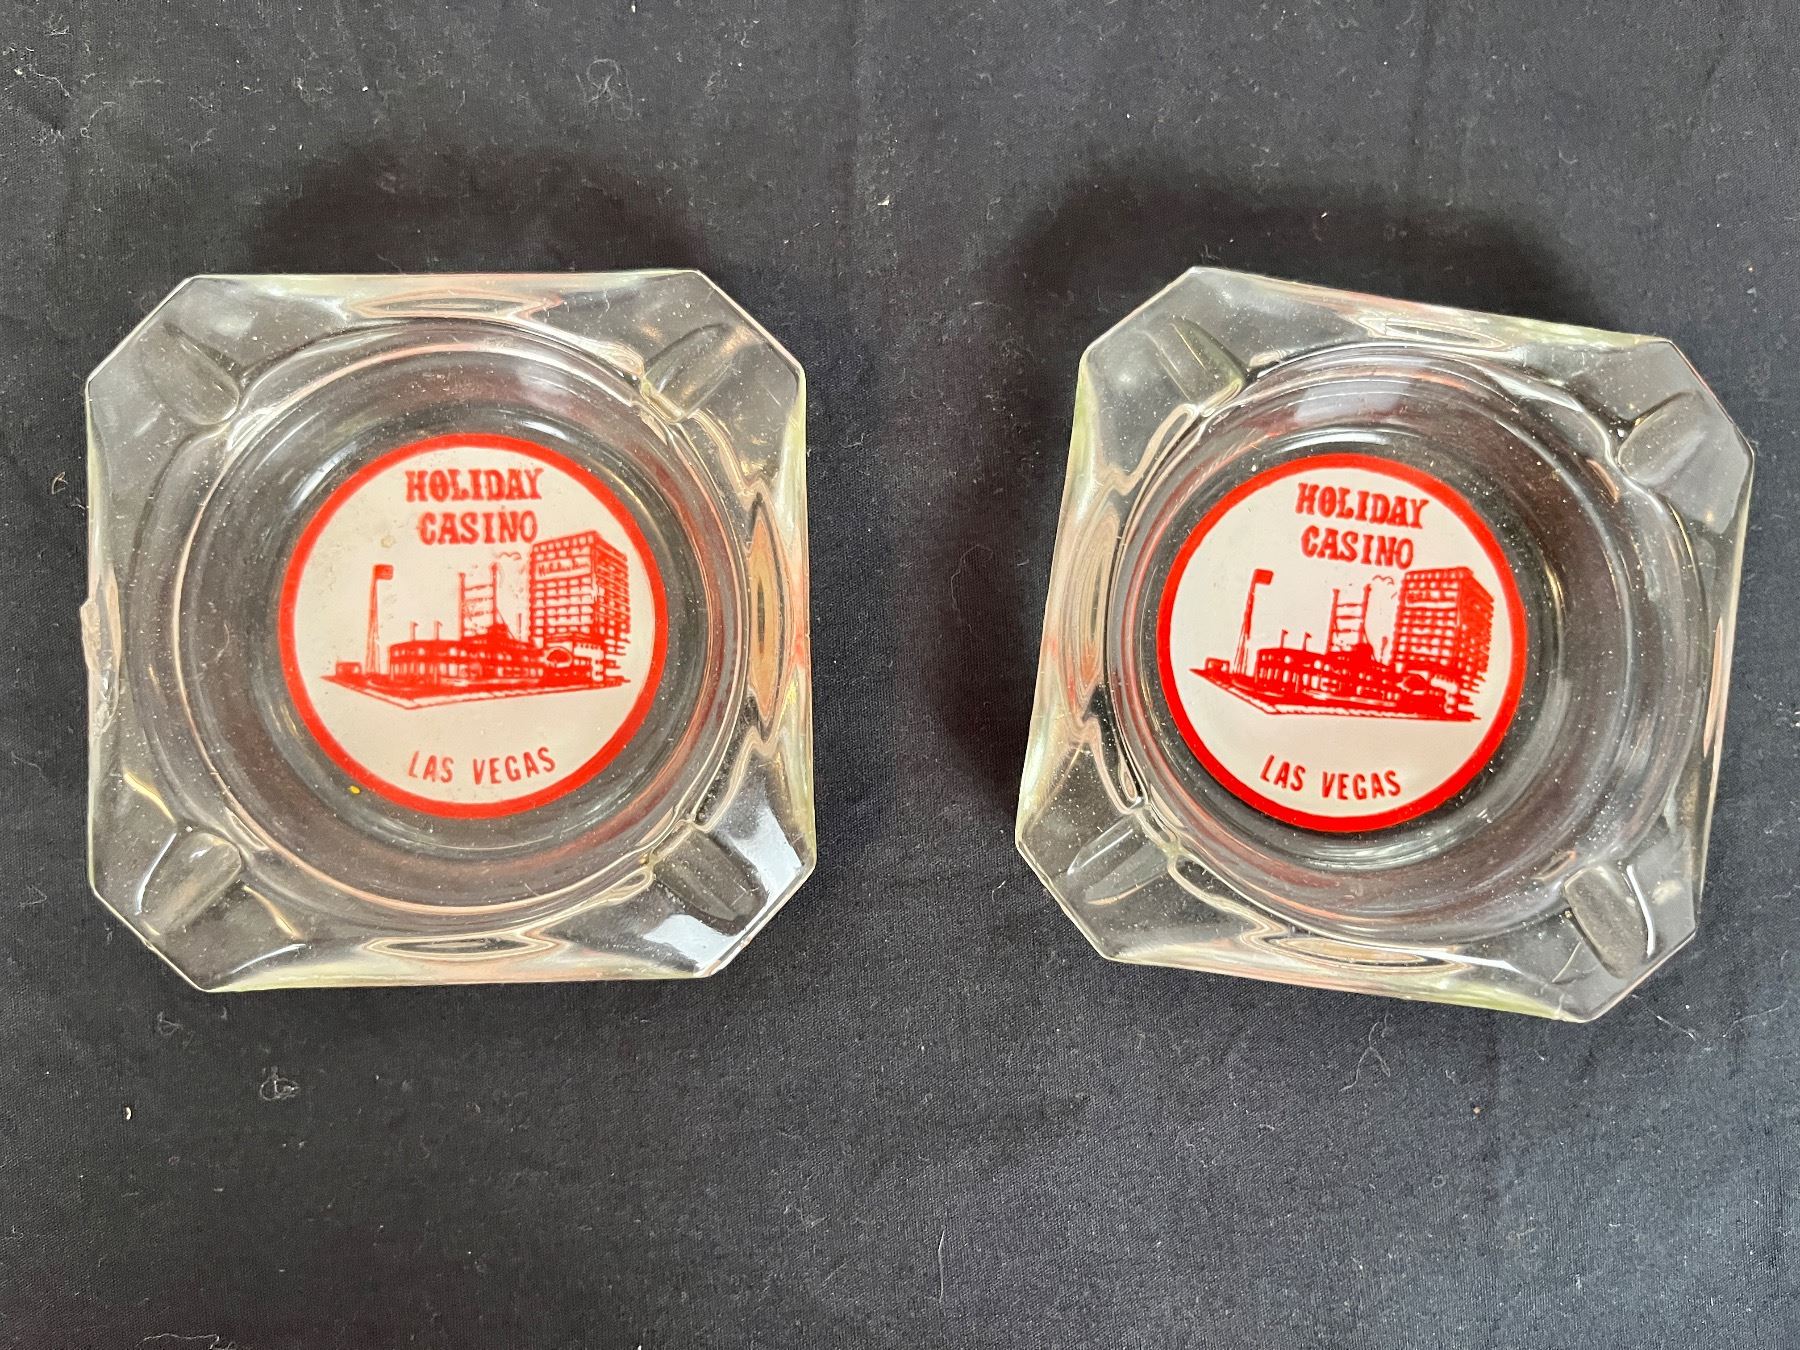 HOLIDAY
CASINO
LAS VEGAS
HOLIDAY
CASINO
LAS VEGAS